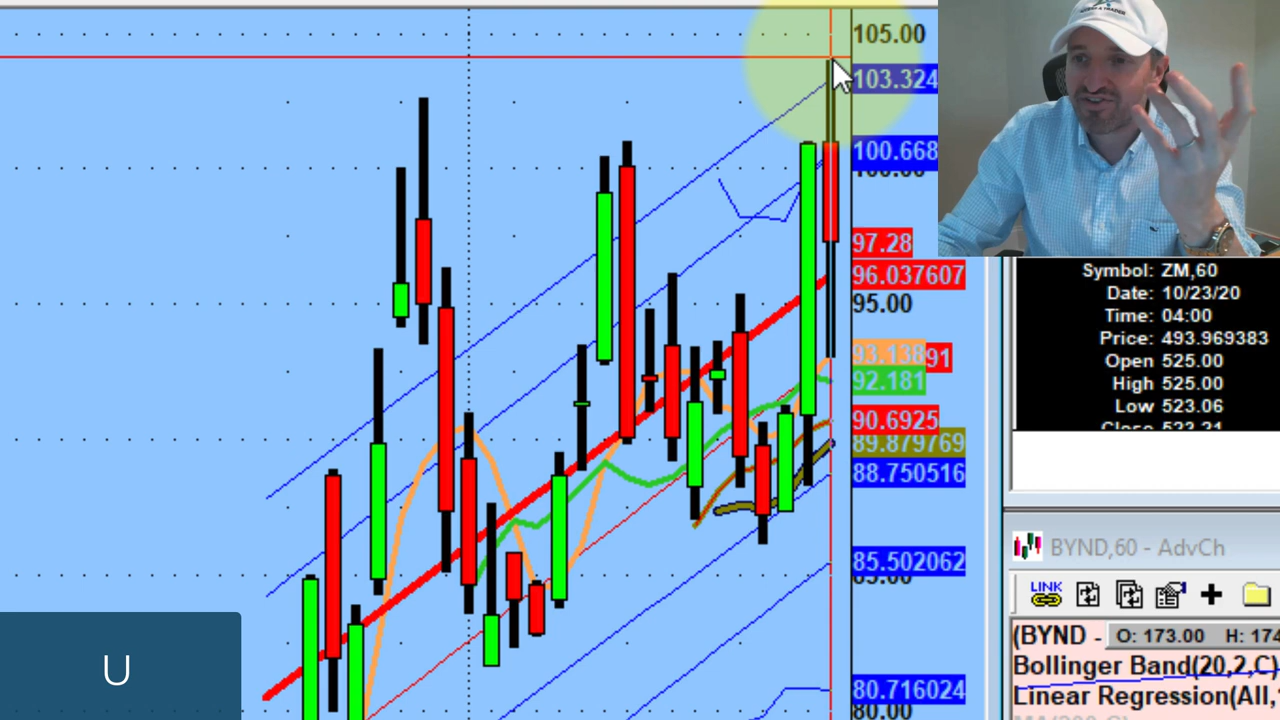 105.00
103.324
100.668
97.28
96.037607
95.00
93.138
91
92.181
90.6925
89.879769
88.750516
85.502062
80.716024
80.00
U
Symbol: ZM,60
Date: 10/23/20
Time: 04:00
Price: 493.969383
Open 525.00
High 525.00
Low 523.06
BYND,60 - AdvCh
LINK
(BYND - O: 173.00 H: 174
Bollinger Band(20,2,C)
Linear Regression(All,